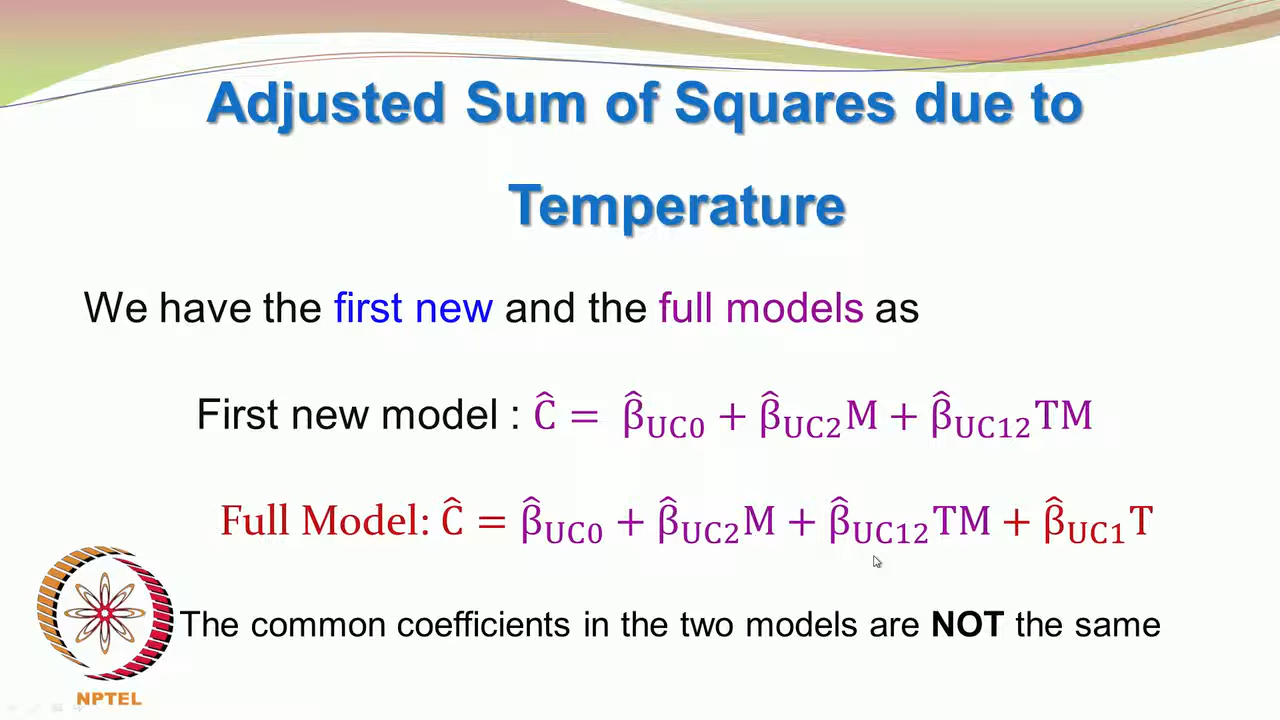 Adjusted Sum of Squares due to
Temperature
We have the first new and the full models as
First new model : Ĉ = β̂UC0 + β̂UC2M + β̂UC12TM
Full Model: Ĉ = β̂UC0 + β̂UC2M + β̂UC12TM + β̂UC1T
The common coefficients in the two models are NOT the same
NPTEL